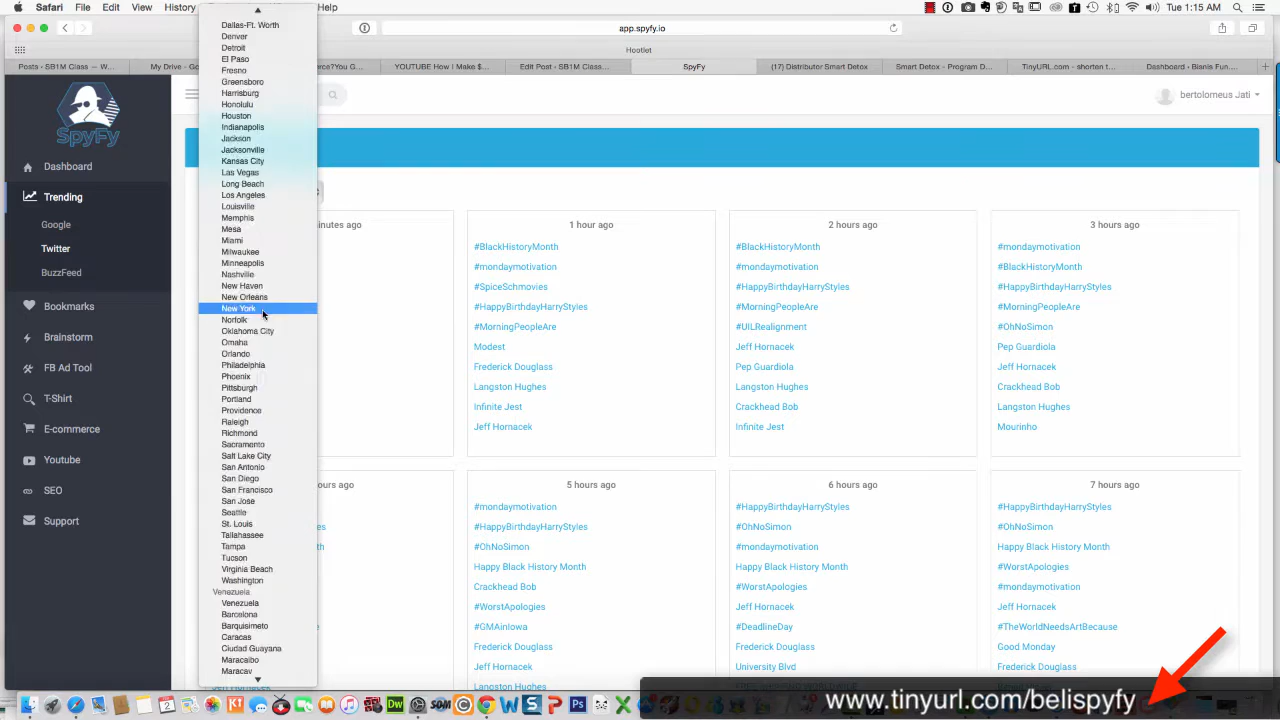 Safari File Edit View History Help
Tue 1:15 AM
app.spyfy.io
Hootlet
Posts ‹ SB1M Class — W...
My Drive - Go
rce?You G...
YOUTUBE How I Make $...
Edit Post ‹ SB1M Class...
SpyFy
(17) Distributor Smart Detox
Smart Detox - Program D...
TinyURL.com - shorten t...
Dashboard ‹ Bianis Fun...
SPYFY
bertolomeus Jati
Dashboard
Trending
Google
Twitter
BuzzFeed
Bookmarks
Brainstorm
FB Ad Tool
T-Shirt
E-commerce
Youtube
SEO
Support
Dallas-Ft. Worth
Denver
Detroit
El Paso
Fresno
Greensboro
Harrisburg
Honolulu
Houston
Indianapolis
Jackson
Jacksonville
Kansas City
Las Vegas
Long Beach
Los Angeles
Louisville
Memphis
Mesa
Miami
Milwaukee
Minneapolis
Nashville
New Haven
New Orleans
New York
Norfolk
Oklahoma City
Omaha
Orlando
Philadelphia
Phoenix
Pittsburgh
Portland
Providence
Raleigh
Richmond
Sacramento
Salt Lake City
San Antonio
San Diego
San Francisco
San Jose
Seattle
St. Louis
Tallahassee
Tampa
Tucson
Virginia Beach
Washington
Venezuela
Venezuela
Barcelona
Barquisimeto
Caracas
Ciudad Guayana
Maracaibo
Maracay
minutes ago
1 hour ago
#BlackHistoryMonth
#mondaymotivation
#SpiceSchmovies
#HappyBirthdayHarryStyles
#MorningPeopleAre
Modest
Frederick Douglass
Langston Hughes
Infinite Jest
Jeff Hornacek
2 hours ago
#BlackHistoryMonth
#mondaymotivation
#HappyBirthdayHarryStyles
#MorningPeopleAre
#UILRealignment
Jeff Hornacek
Pep Guardiola
Langston Hughes
Crackhead Bob
Infinite Jest
3 hours ago
#mondaymotivation
#BlackHistoryMonth
#HappyBirthdayHarryStyles
#MorningPeopleAre
#OhNoSimon
Pep Guardiola
Jeff Hornacek
Crackhead Bob
Langston Hughes
Mourinho
ours ago
5 hours ago
#mondaymotivation
#HappyBirthdayHarryStyles
#OhNoSimon
Happy Black History Month
Crackhead Bob
#WorstApologies
#GMAinIowa
Frederick Douglass
Jeff Hornacek
Langston Hughes
6 hours ago
#HappyBirthdayHarryStyles
#OhNoSimon
#mondaymotivation
Happy Black History Month
#WorstApologies
Jeff Hornacek
#DeadlineDay
Frederick Douglass
University Blvd
7 hours ago
#HappyBirthdayHarryStyles
#OhNoSimon
Happy Black History Month
#WorstApologies
#mondaymotivation
Jeff Hornacek
#TheWorldNeedsArtBecause
Good Monday
Frederick Douglass
www.tinyurl.com/belispyfy